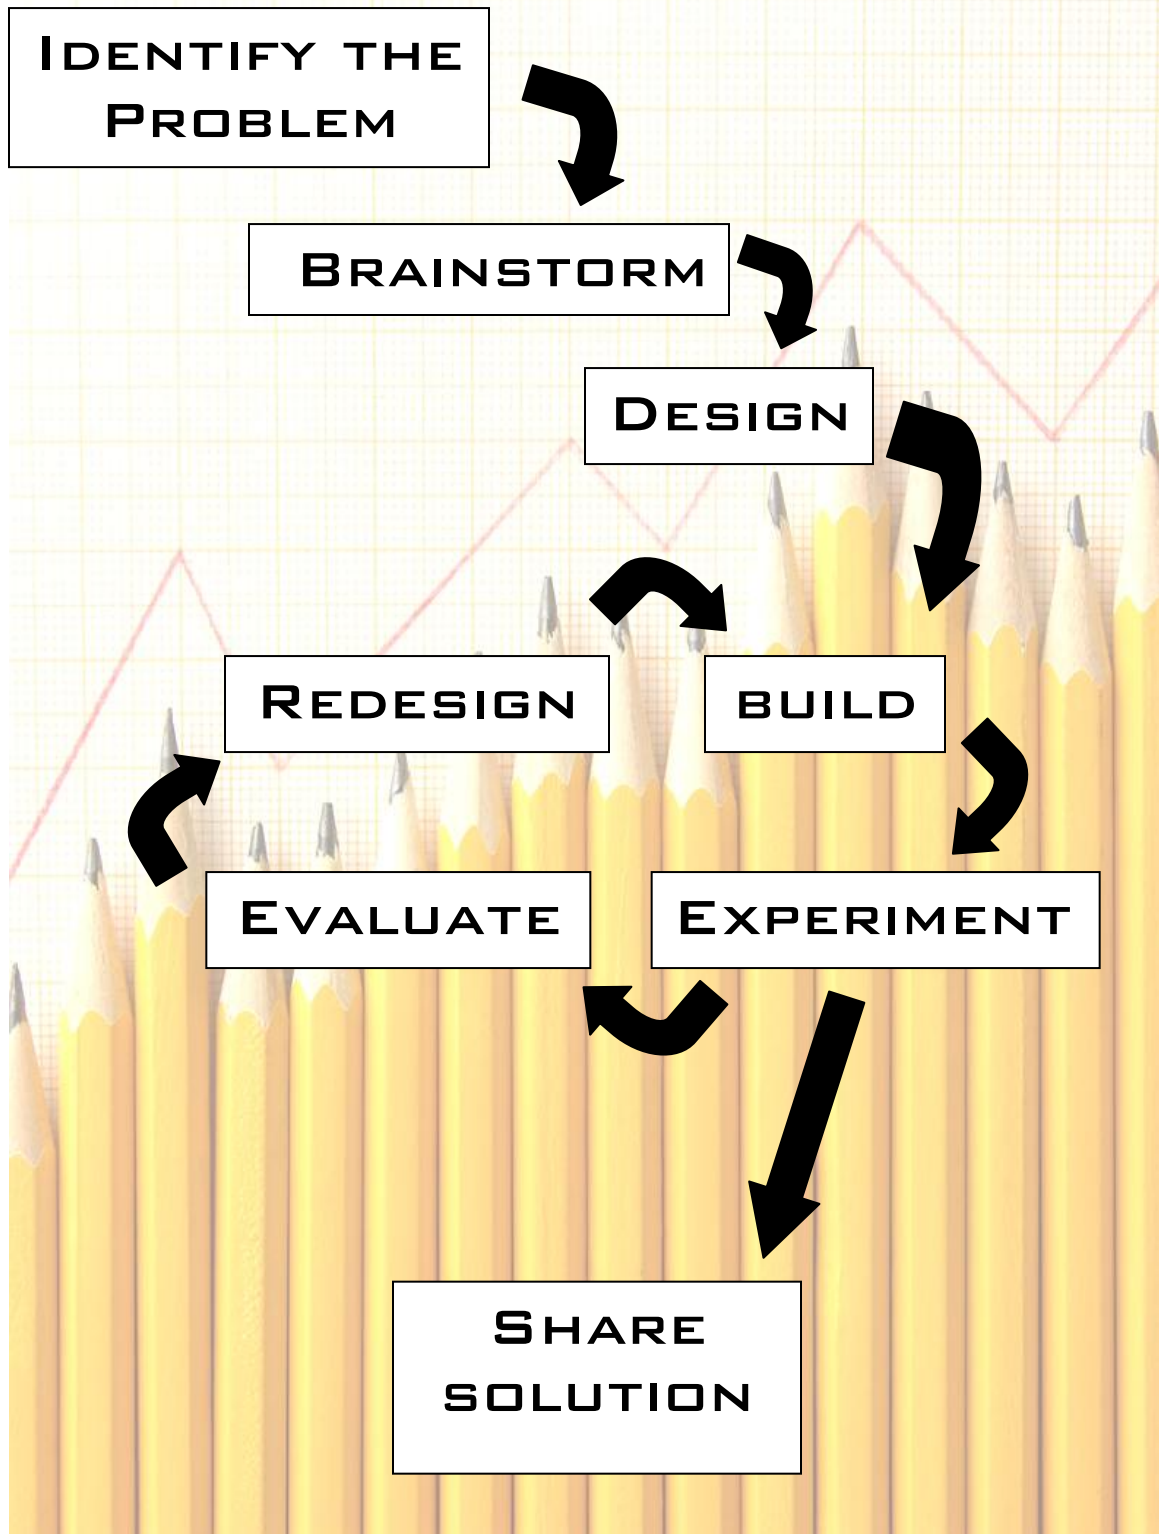 Identify the
Problem
Brainstorm
Design
Redesign
build
Evaluate
Experiment
Share
solution